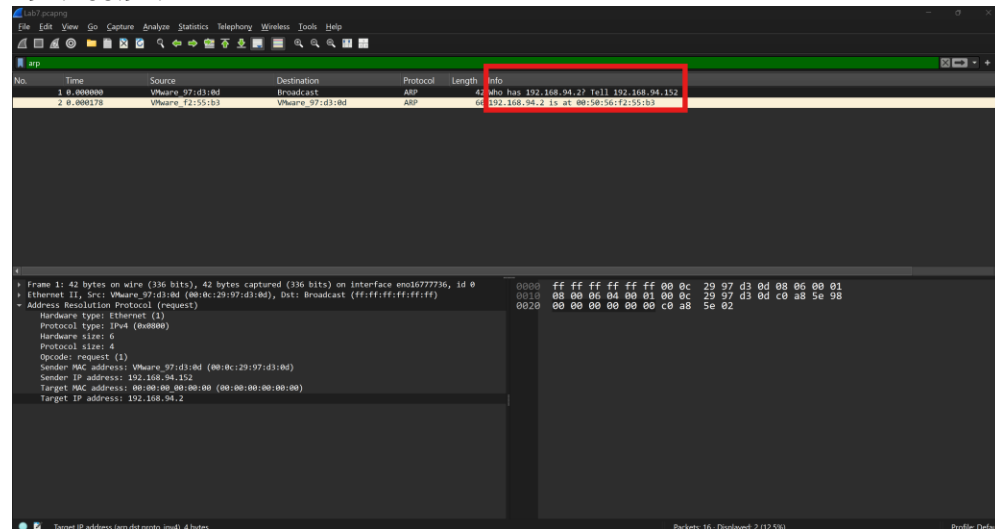 Lab7.pcapng
File Edit View Go Capture Analyze Statistics Telephony Wireless Tools Help
arp
No. Time Source Destination Protocol Length Info
1 0.000000 VMware_97:d3:0d Broadcast ARP 42 Who has 192.168.94.2? Tell 192.168.94.152
2 0.000178 VMware_f2:55:b3 VMware_97:d3:0d ARP 60 192.168.94.2 is at 00:50:56:f2:55:b3
Frame 1: 42 bytes on wire (336 bits), 42 bytes captured (336 bits) on interface eno16777736, id 0
Ethernet II, Src: VMware_97:d3:0d (00:0c:29:97:d3:0d), Dst: Broadcast (ff:ff:ff:ff:ff:ff)
Address Resolution Protocol (request)
Hardware type: Ethernet (1)
Protocol type: IPv4 (0x0800)
Hardware size: 6
Protocol size: 4
Opcode: request (1)
Sender MAC address: VMware_97:d3:0d (00:0c:29:97:d3:0d)
Sender IP address: 192.168.94.152
Target MAC address: 00:00:00_00:00:00 (00:00:00:00:00:00)
Target IP address: 192.168.94.2
0000 ff ff ff ff ff ff 00 0c 29 97 d3 0d 08 06 00 01
0010 08 00 06 04 00 01 00 0c 29 97 d3 0d c0 a8 5e 98
0020 00 00 00 00 00 00 c0 a8 5e 02
Target IP address (arp.dst.proto_ipv4), 4 bytes
Packets: 16 · Displayed: 2 (12.5%)